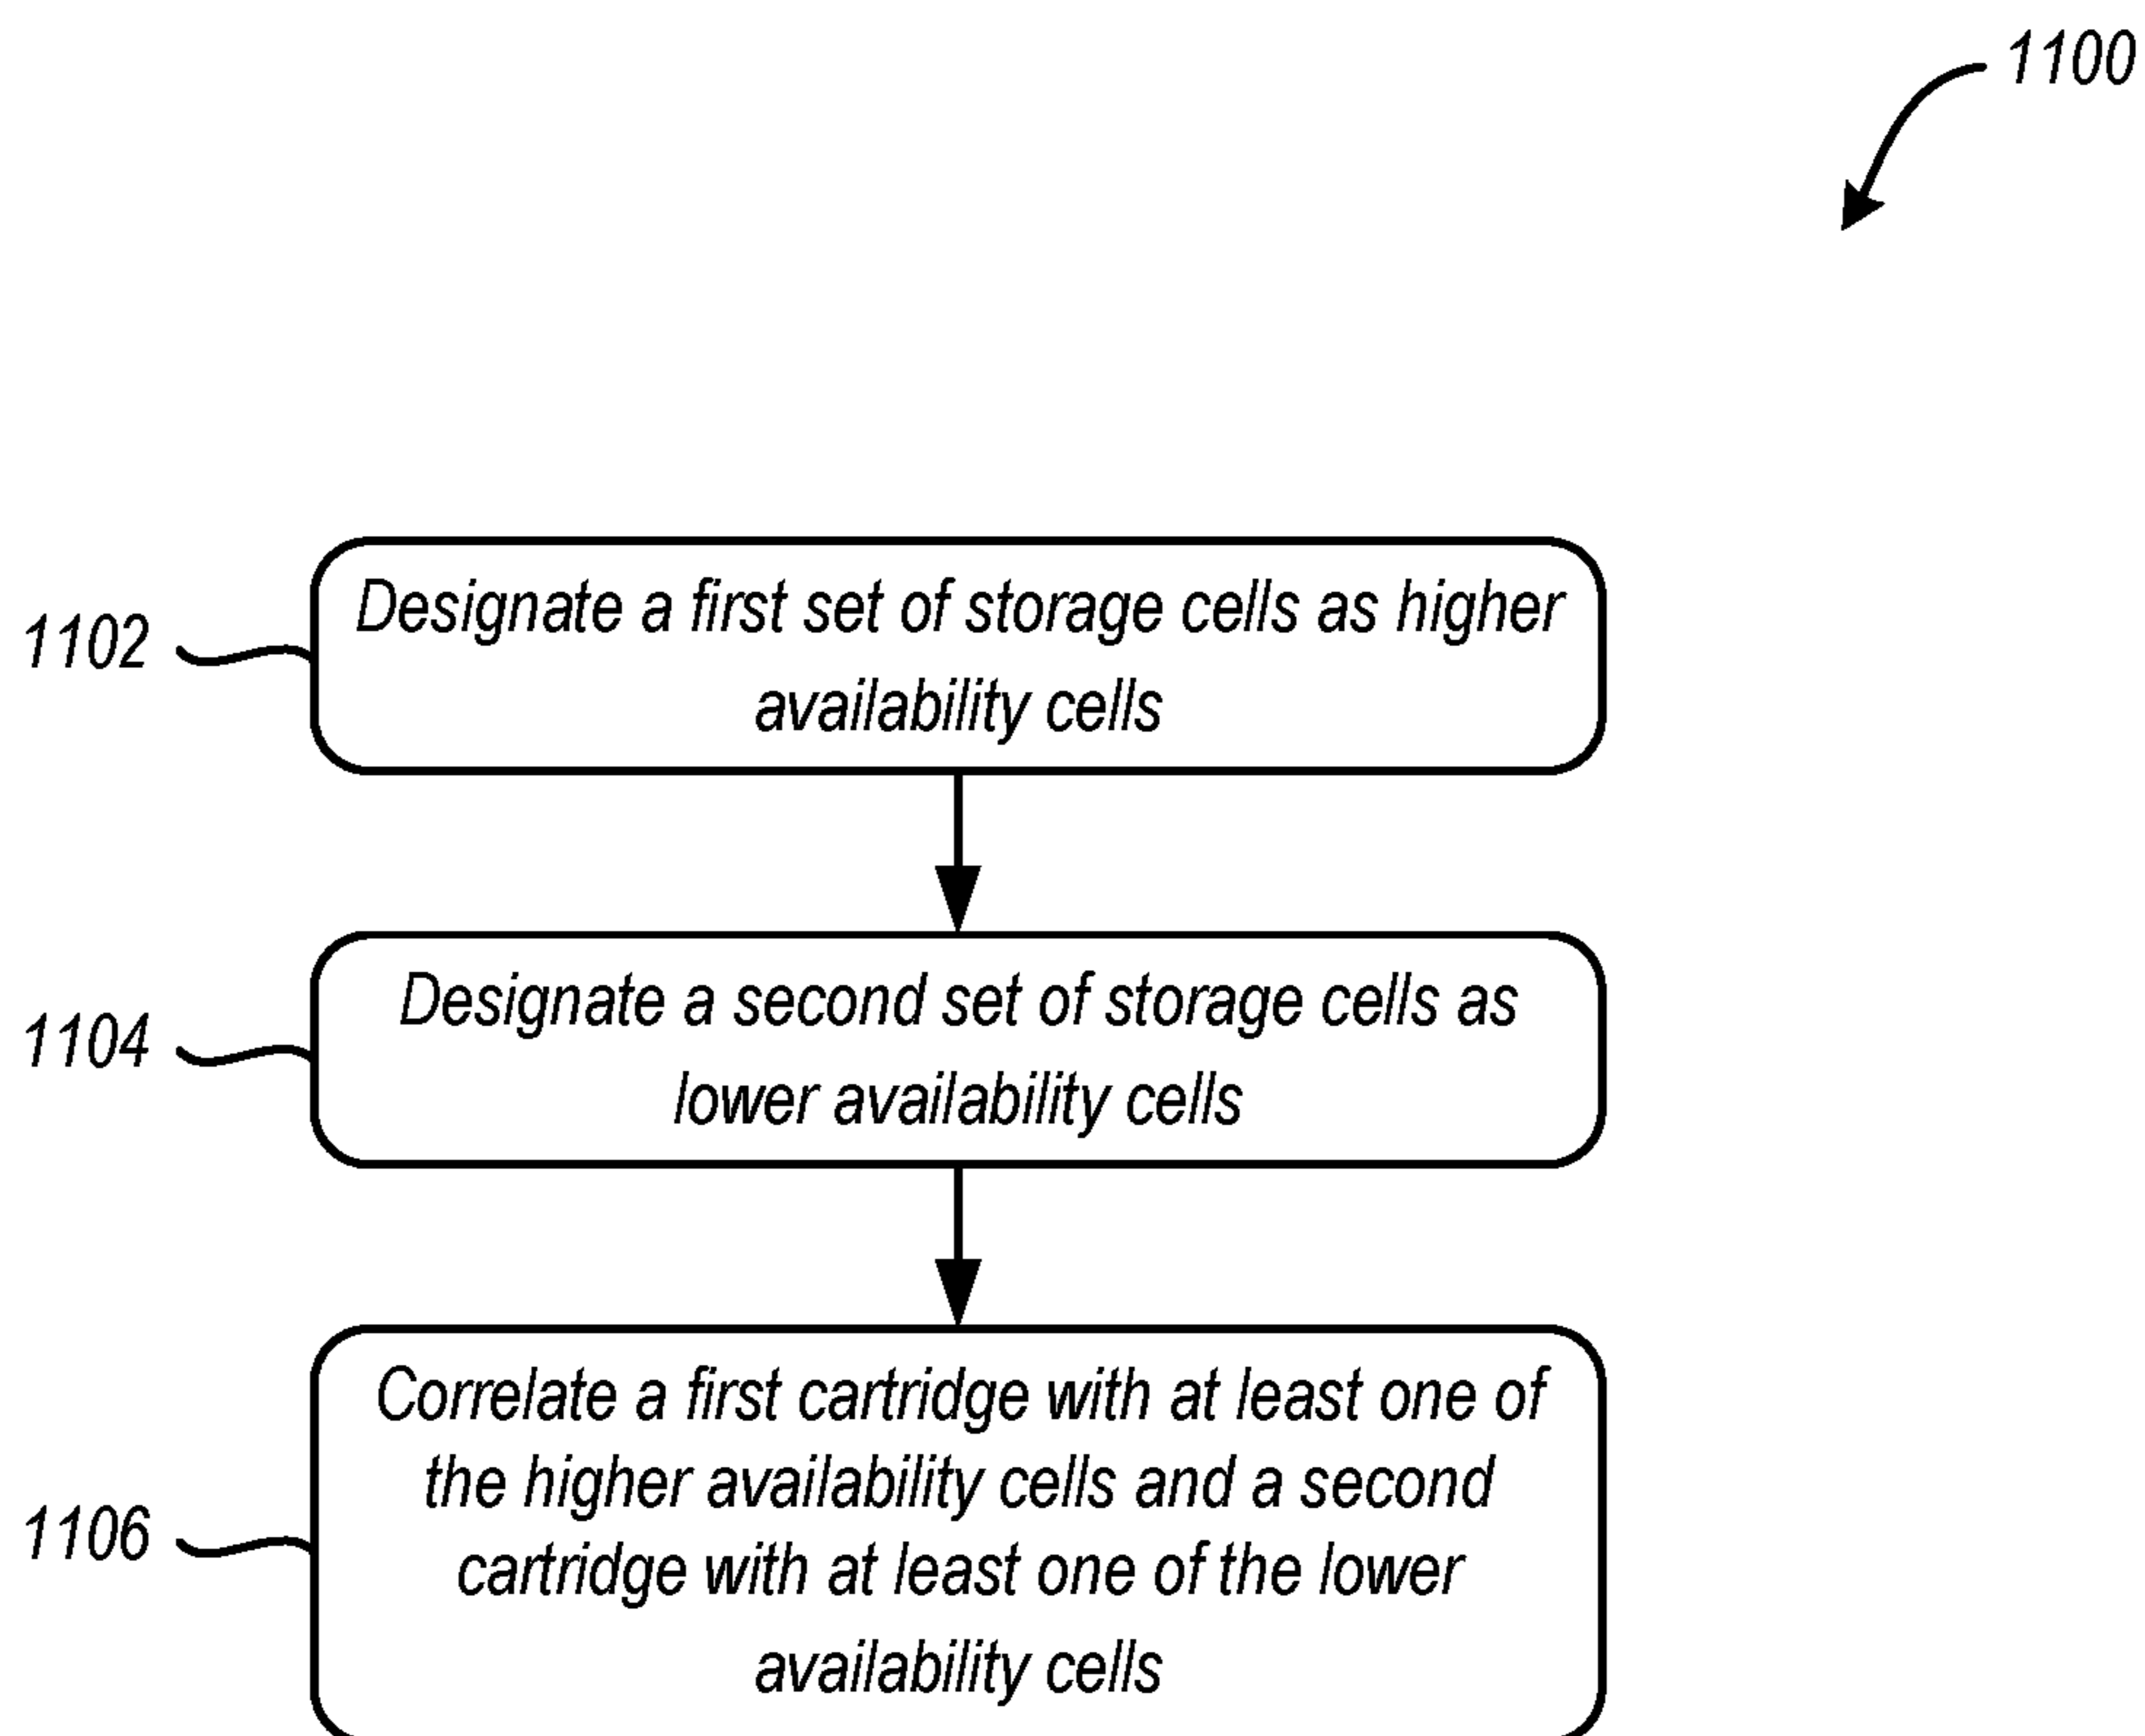 1100
1102
Designate a first set of storage cells as higher
availability cells
1104
Designate a second set of storage cells as
lower availability cells
1106
Correlate a first cartridge with at least one of
the higher availability cells and a second
cartridge with at least one of the lower
availability cells